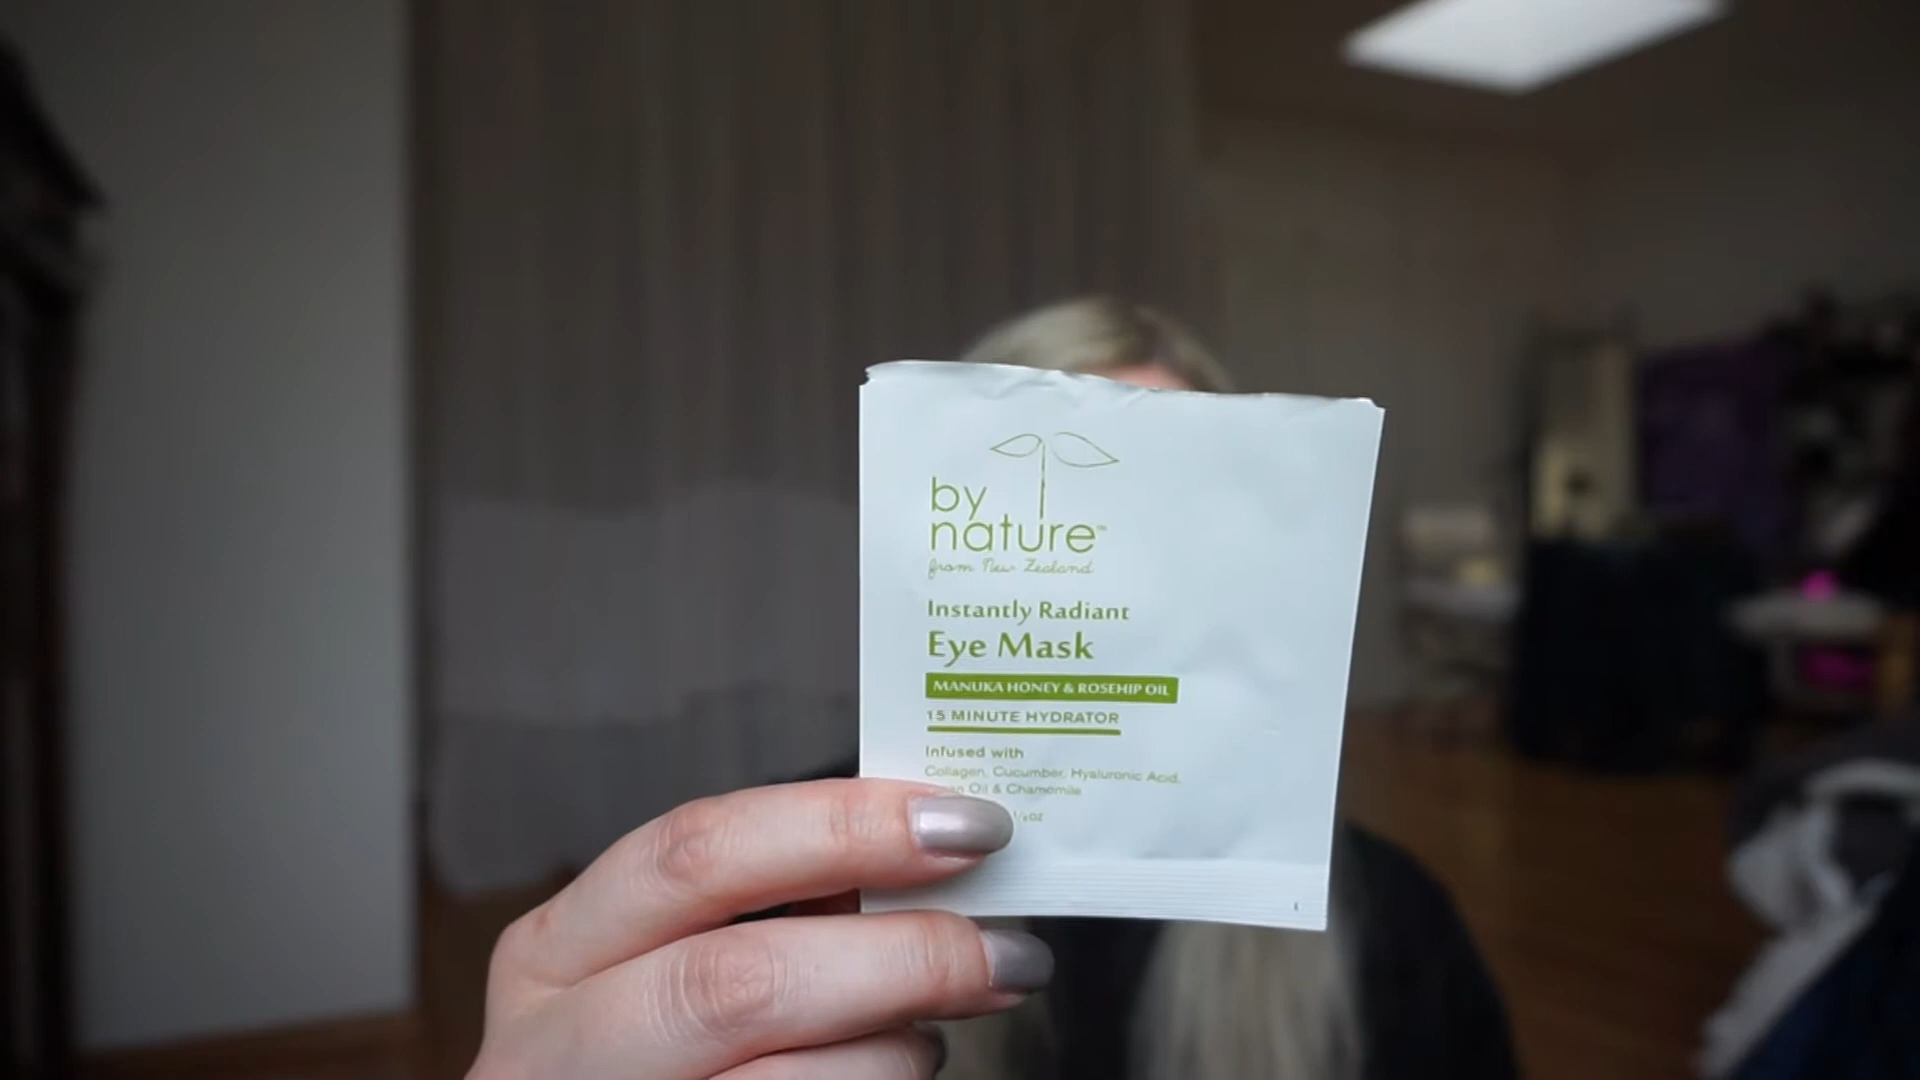 by
nature™
from New Zealand
Instantly Radiant
Eye Mask
MANUKA HONEY & ROSEHIP OIL
15 MINUTE HYDRATOR
Infused with
Collagen, Cucumber, Hyaluronic Acid,
Oil & Chamomile